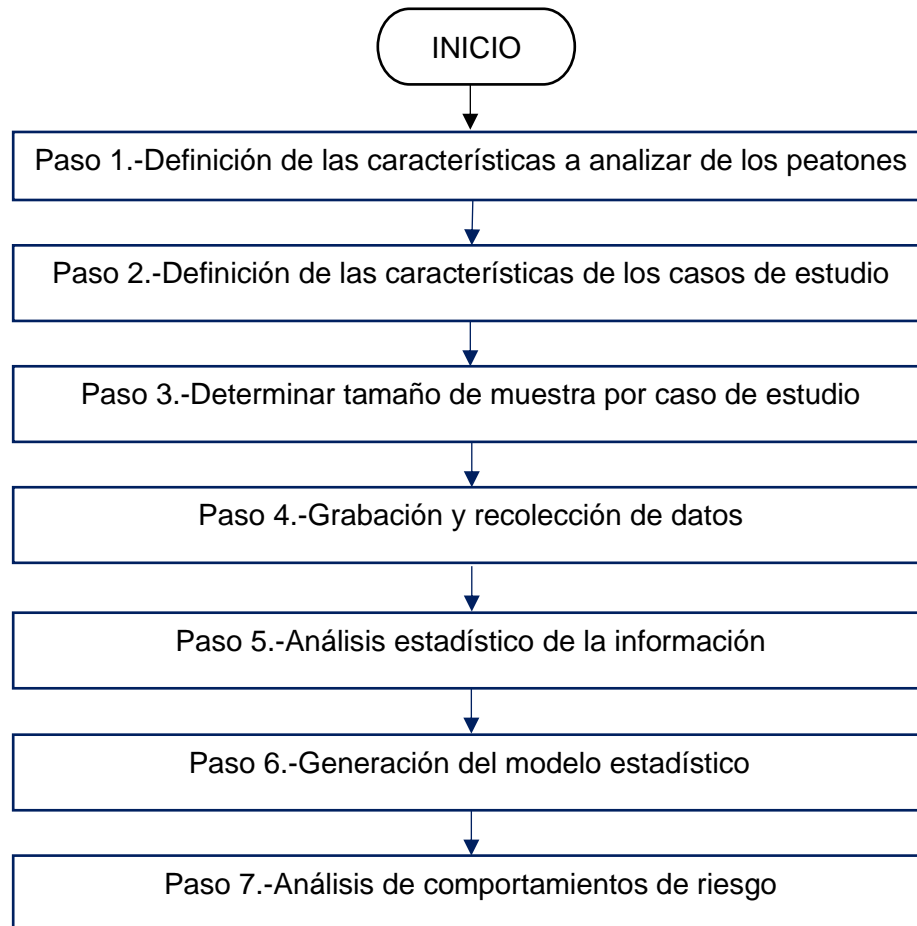 INICIO
Paso 1.-Definición de las características a analizar de los peatones
Paso 2.-Definición de las características de los casos de estudio
Paso 3.-Determinar tamaño de muestra por caso de estudio
Paso 4.-Grabación y recolección de datos
Paso 5.-Análisis estadístico de la información
Paso 6.-Generación del modelo estadístico
Paso 7.-Análisis de comportamientos de riesgo